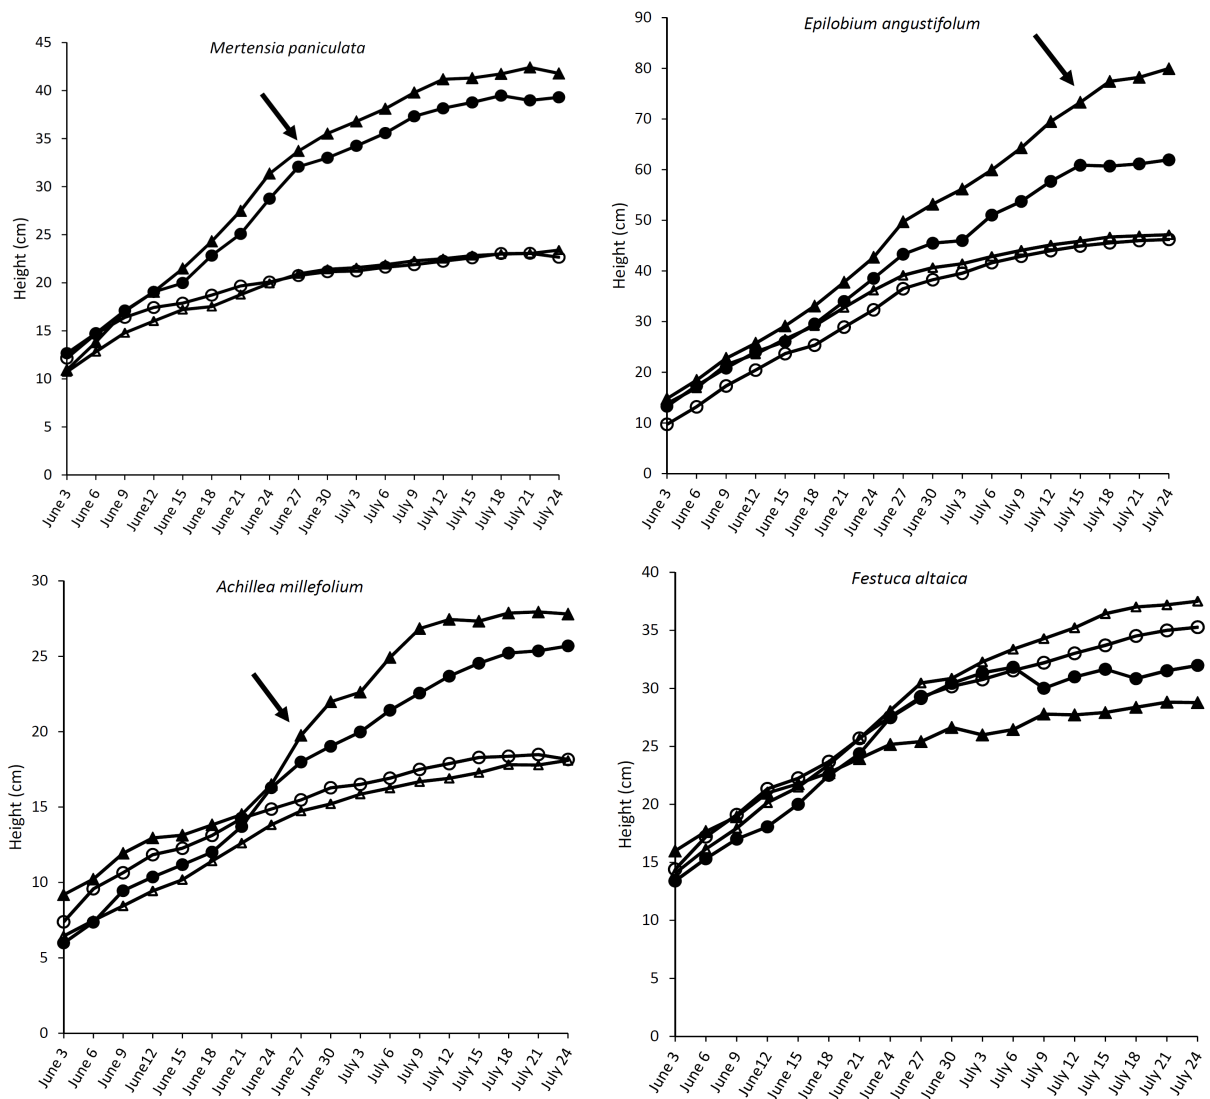 Mertensia paniculata
Height (cm)
45
40
35
30
25
20
15
10
0
June 3
June 6
June 9
June12
June 15
June 18
June 21
June 24
June 27
June 30
July 3
July 6
July 9
July 12
July 15
July 18
July 21
July 24
Epilobium angustifolum
Height (cm)
90
80
70
60
50
40
30
20
10
0
June 3
June 6
June 9
June12
June 15
June 18
June 21
June 24
June 27
June 30
July 3
July 6
July 9
July 12
July 15
July 18
July 21
July 24
Achillea millefolium
Height (cm)
30
25
20
15
10
5
0
June 3
June 6
June 9
June12
June 15
June 18
June 21
June 24
June 27
June 30
July 3
July 6
July 9
July 12
July 15
July 18
July 21
July 24
Festuca altaica
Height (cm)
40
35
30
25
20
15
10
5
0
June 3
June 6
June 9
June12
June 15
June 18
June 21
June 24
June 27
June 30
July 3
July 6
July 9
July 12
July 15
July 18
July 21
July 24